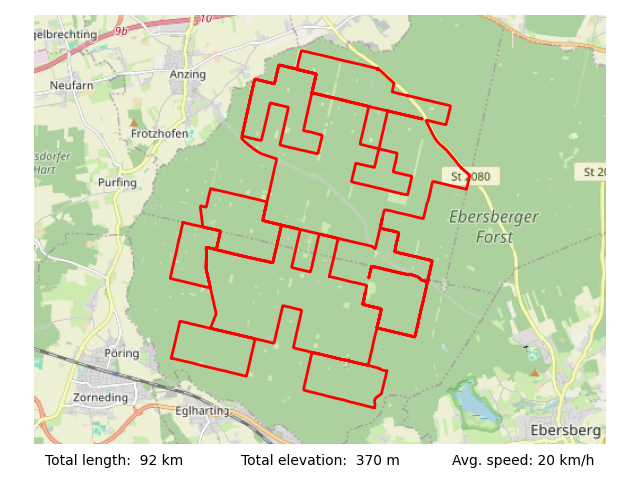 gelbrechting
9b
10
Neufarn
Anzing
Frotzhofen
sdorfer
Hart
Purfing
St 2080
St 20
Ebersberger
Forst
Pöring
Zorneding
Eglharting
Ebersberg
Total length:  92 km
Total elevation:  370 m
Avg. speed: 20 km/h